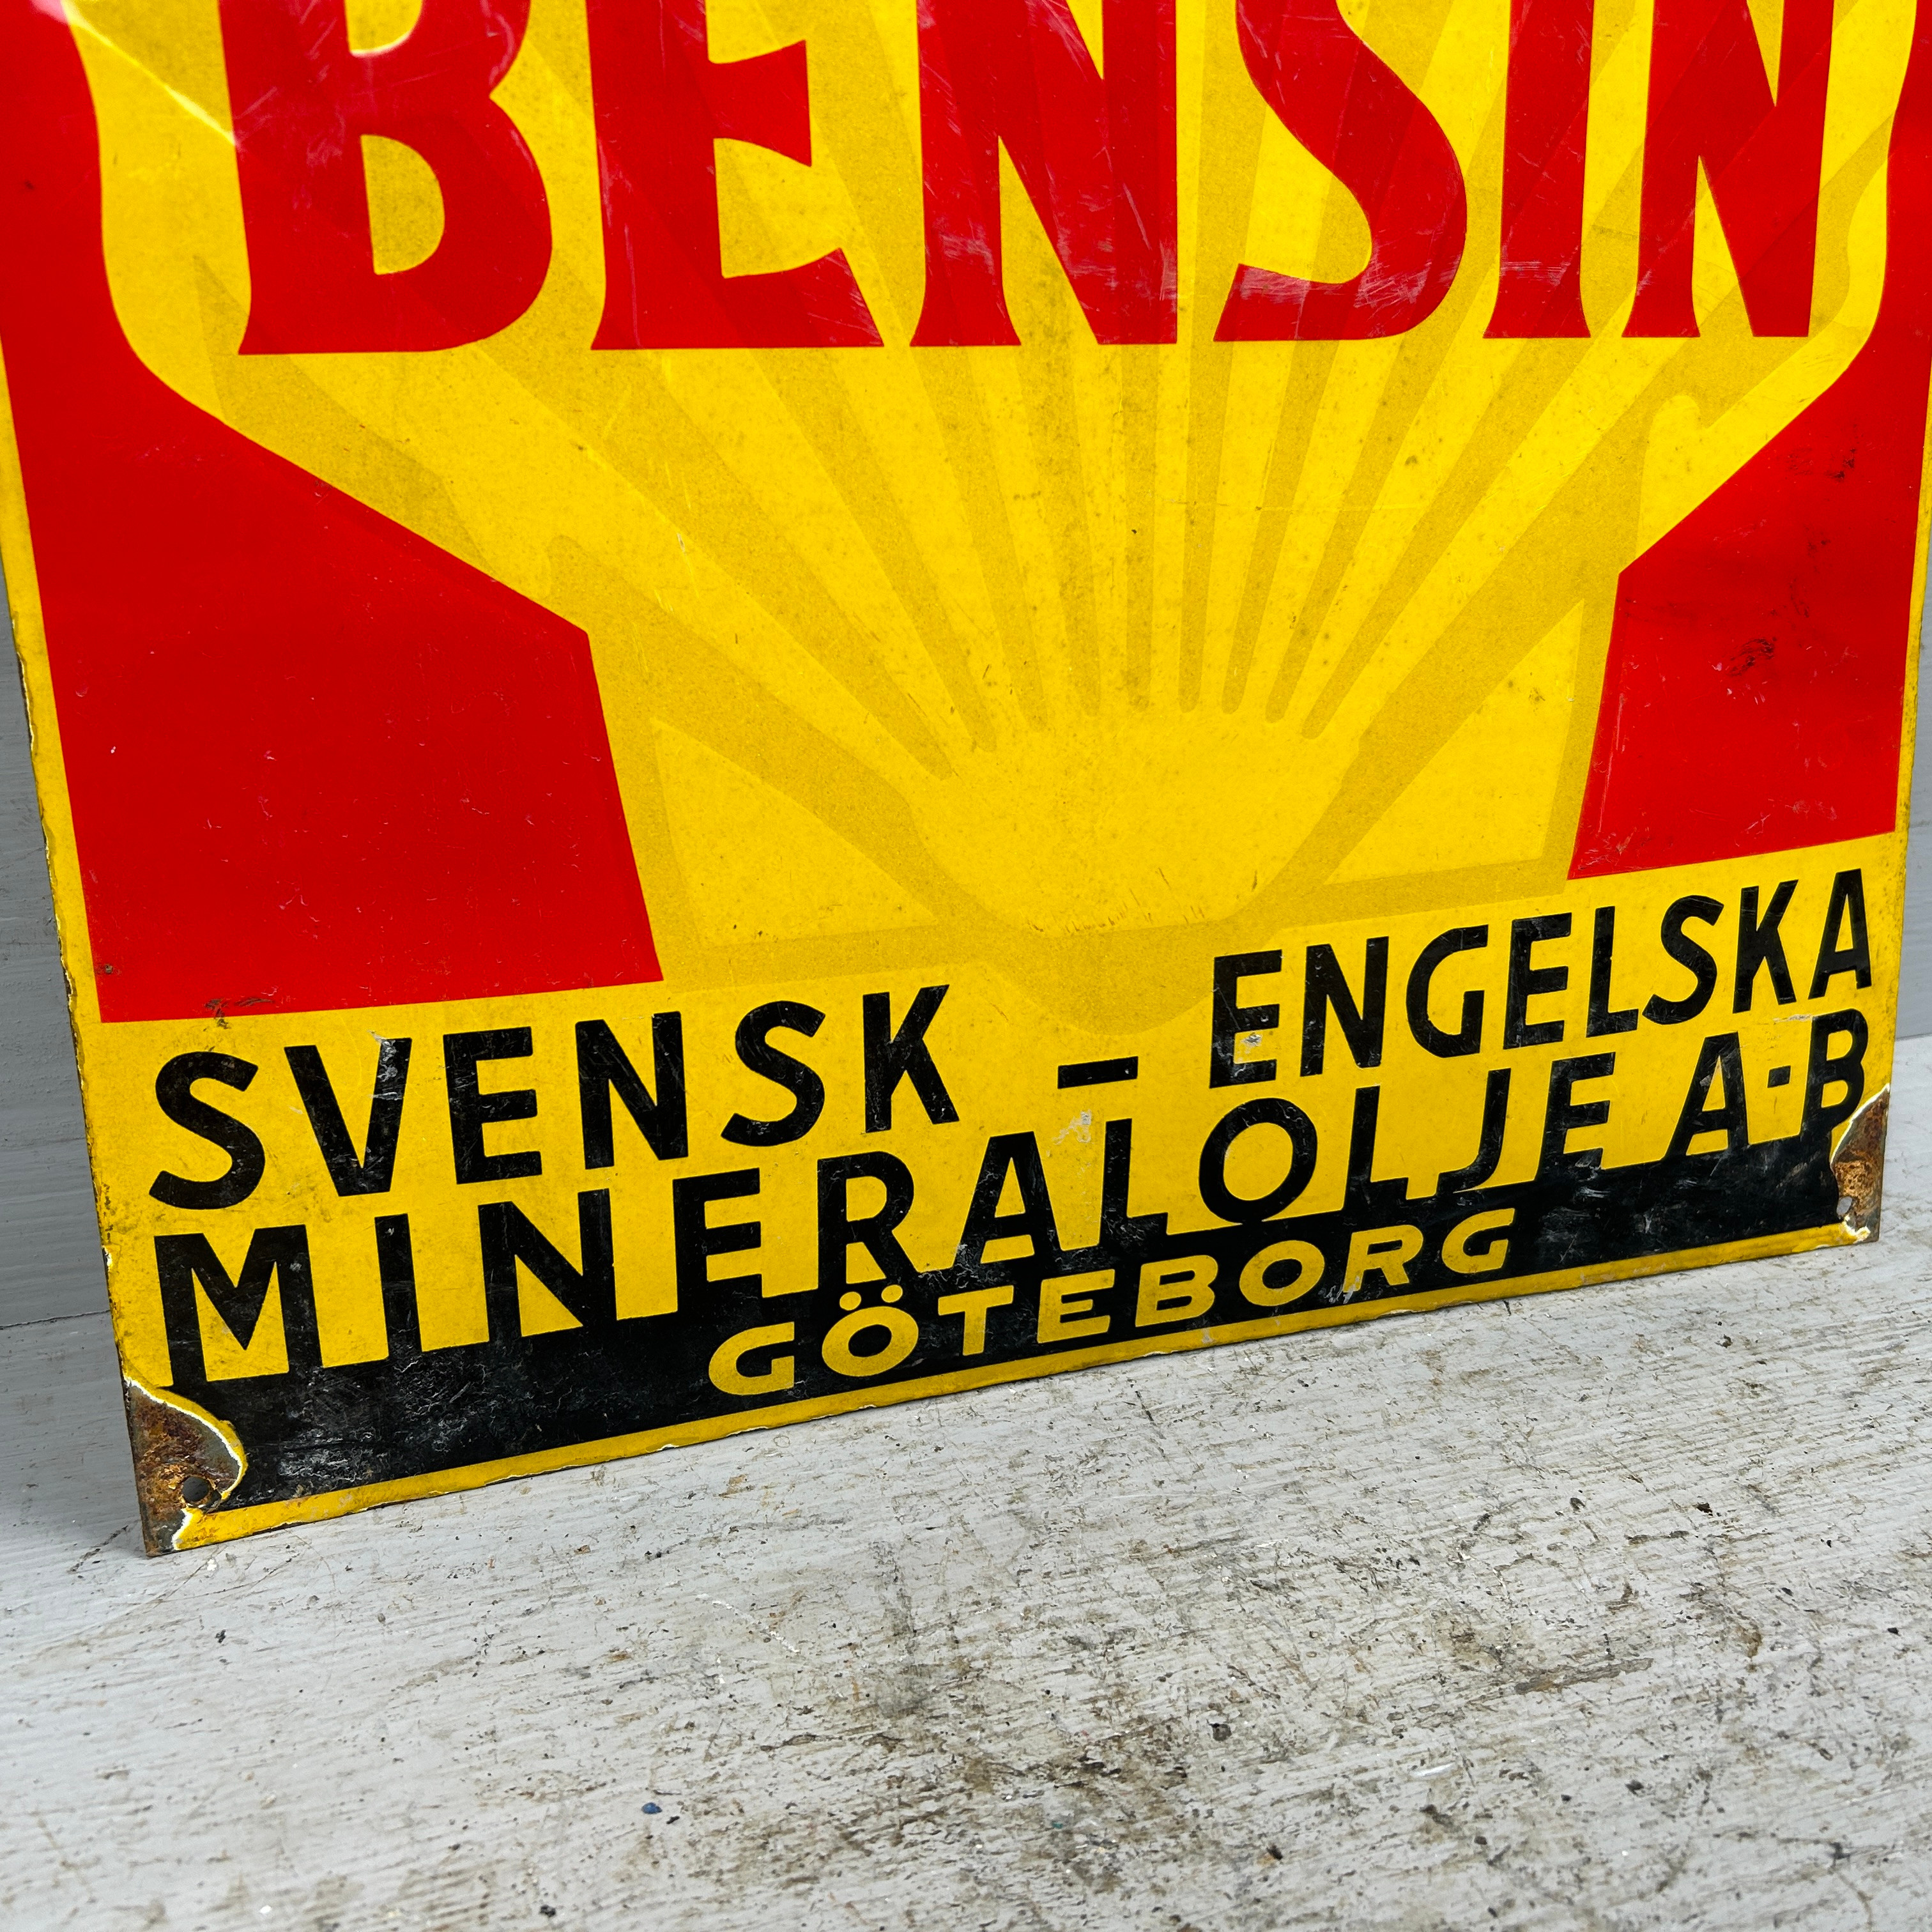 BENSIN
SVENSK – ENGELSKA
MINERALOLJE A-B
GÖTEBORG